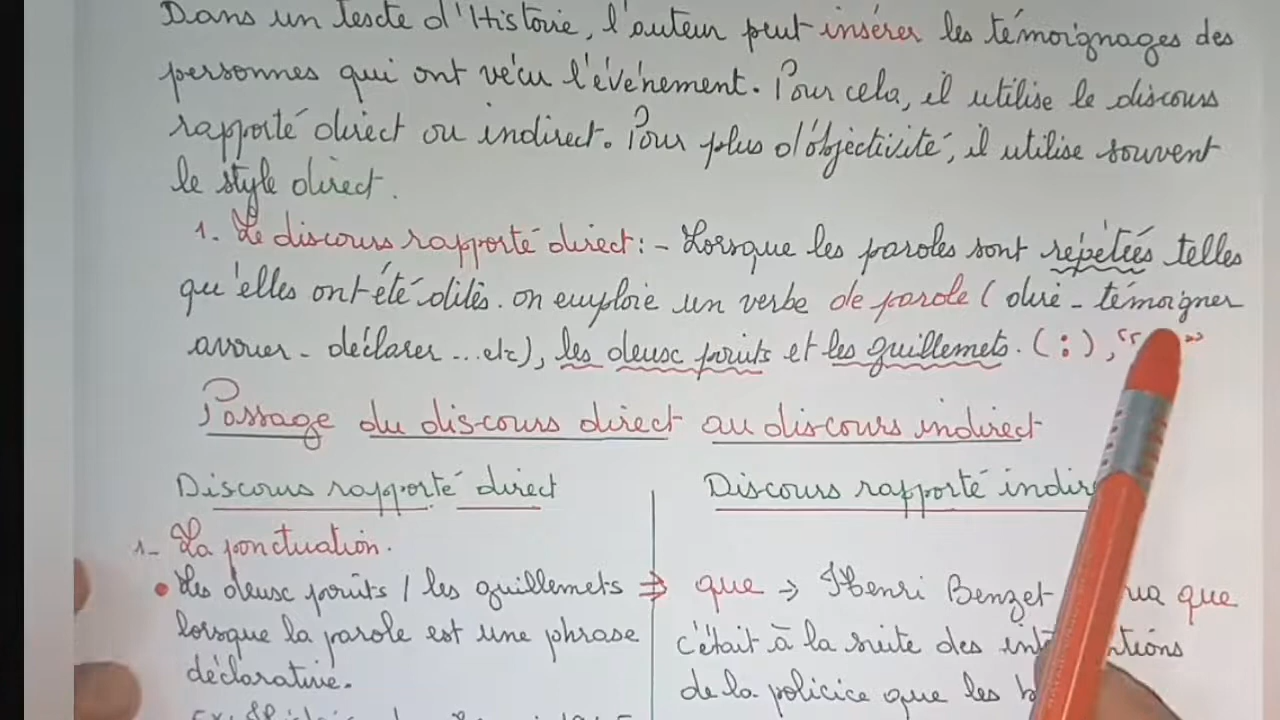 Dans un texte d'Histoire, l'auteur peut insérer les témoignages des
personnes qui ont vécu l'événement. Pour cela, il utilise le discours
rapporté direct ou indirect. Pour plus d'objectivité, il utilise souvent
le style direct.
1. Le discours rapporté direct: - Lorsque les paroles sont répétées telles
qu'elles ont été dites. on emploie un verbe de parole ( dire - témoigner
avouer - déclarer ... etc), les deux points et les guillemets. ( : ), " "
Passage du discours direct au discours indirect
Discours rapporté direct
Discours rapporté
1- La ponctuation.
• Les deux points / les guillemets ⇒ que → Henri Benzet que
lorsque la parole est une phrase
c'était à la suite des
déclarative.
de la policice que les